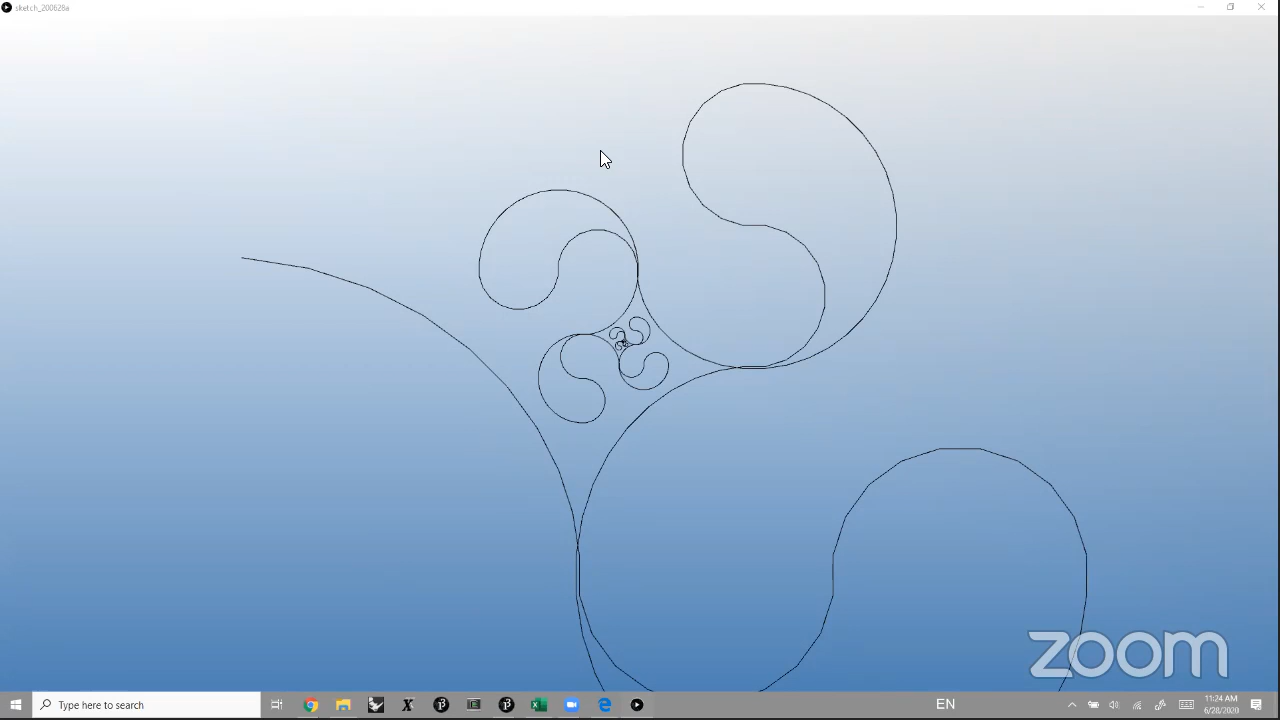 sketch_200628a
zoom
Type here to search
EN
11:24 AM
6/28/2020